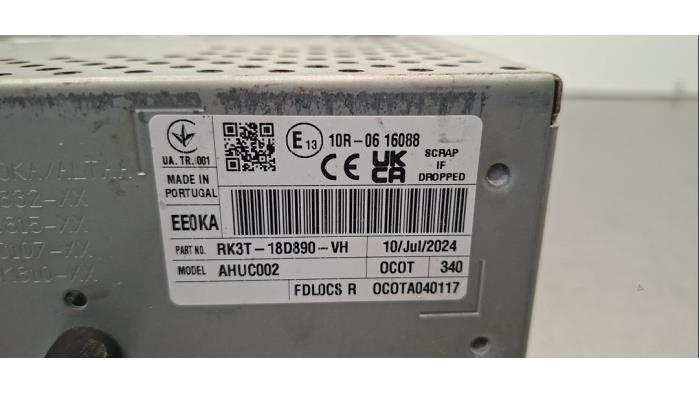 UA.TR.001
E13 10R-06 16088
CE UK CA
SCRAP IF DROPPED
MADE IN PORTUGAL
EE0KA
PART NO. RK3T-18D890-VH 10/Jul/2024
MODEL AHUC002 OCOT 340
FDLOCS R OCOTA040117